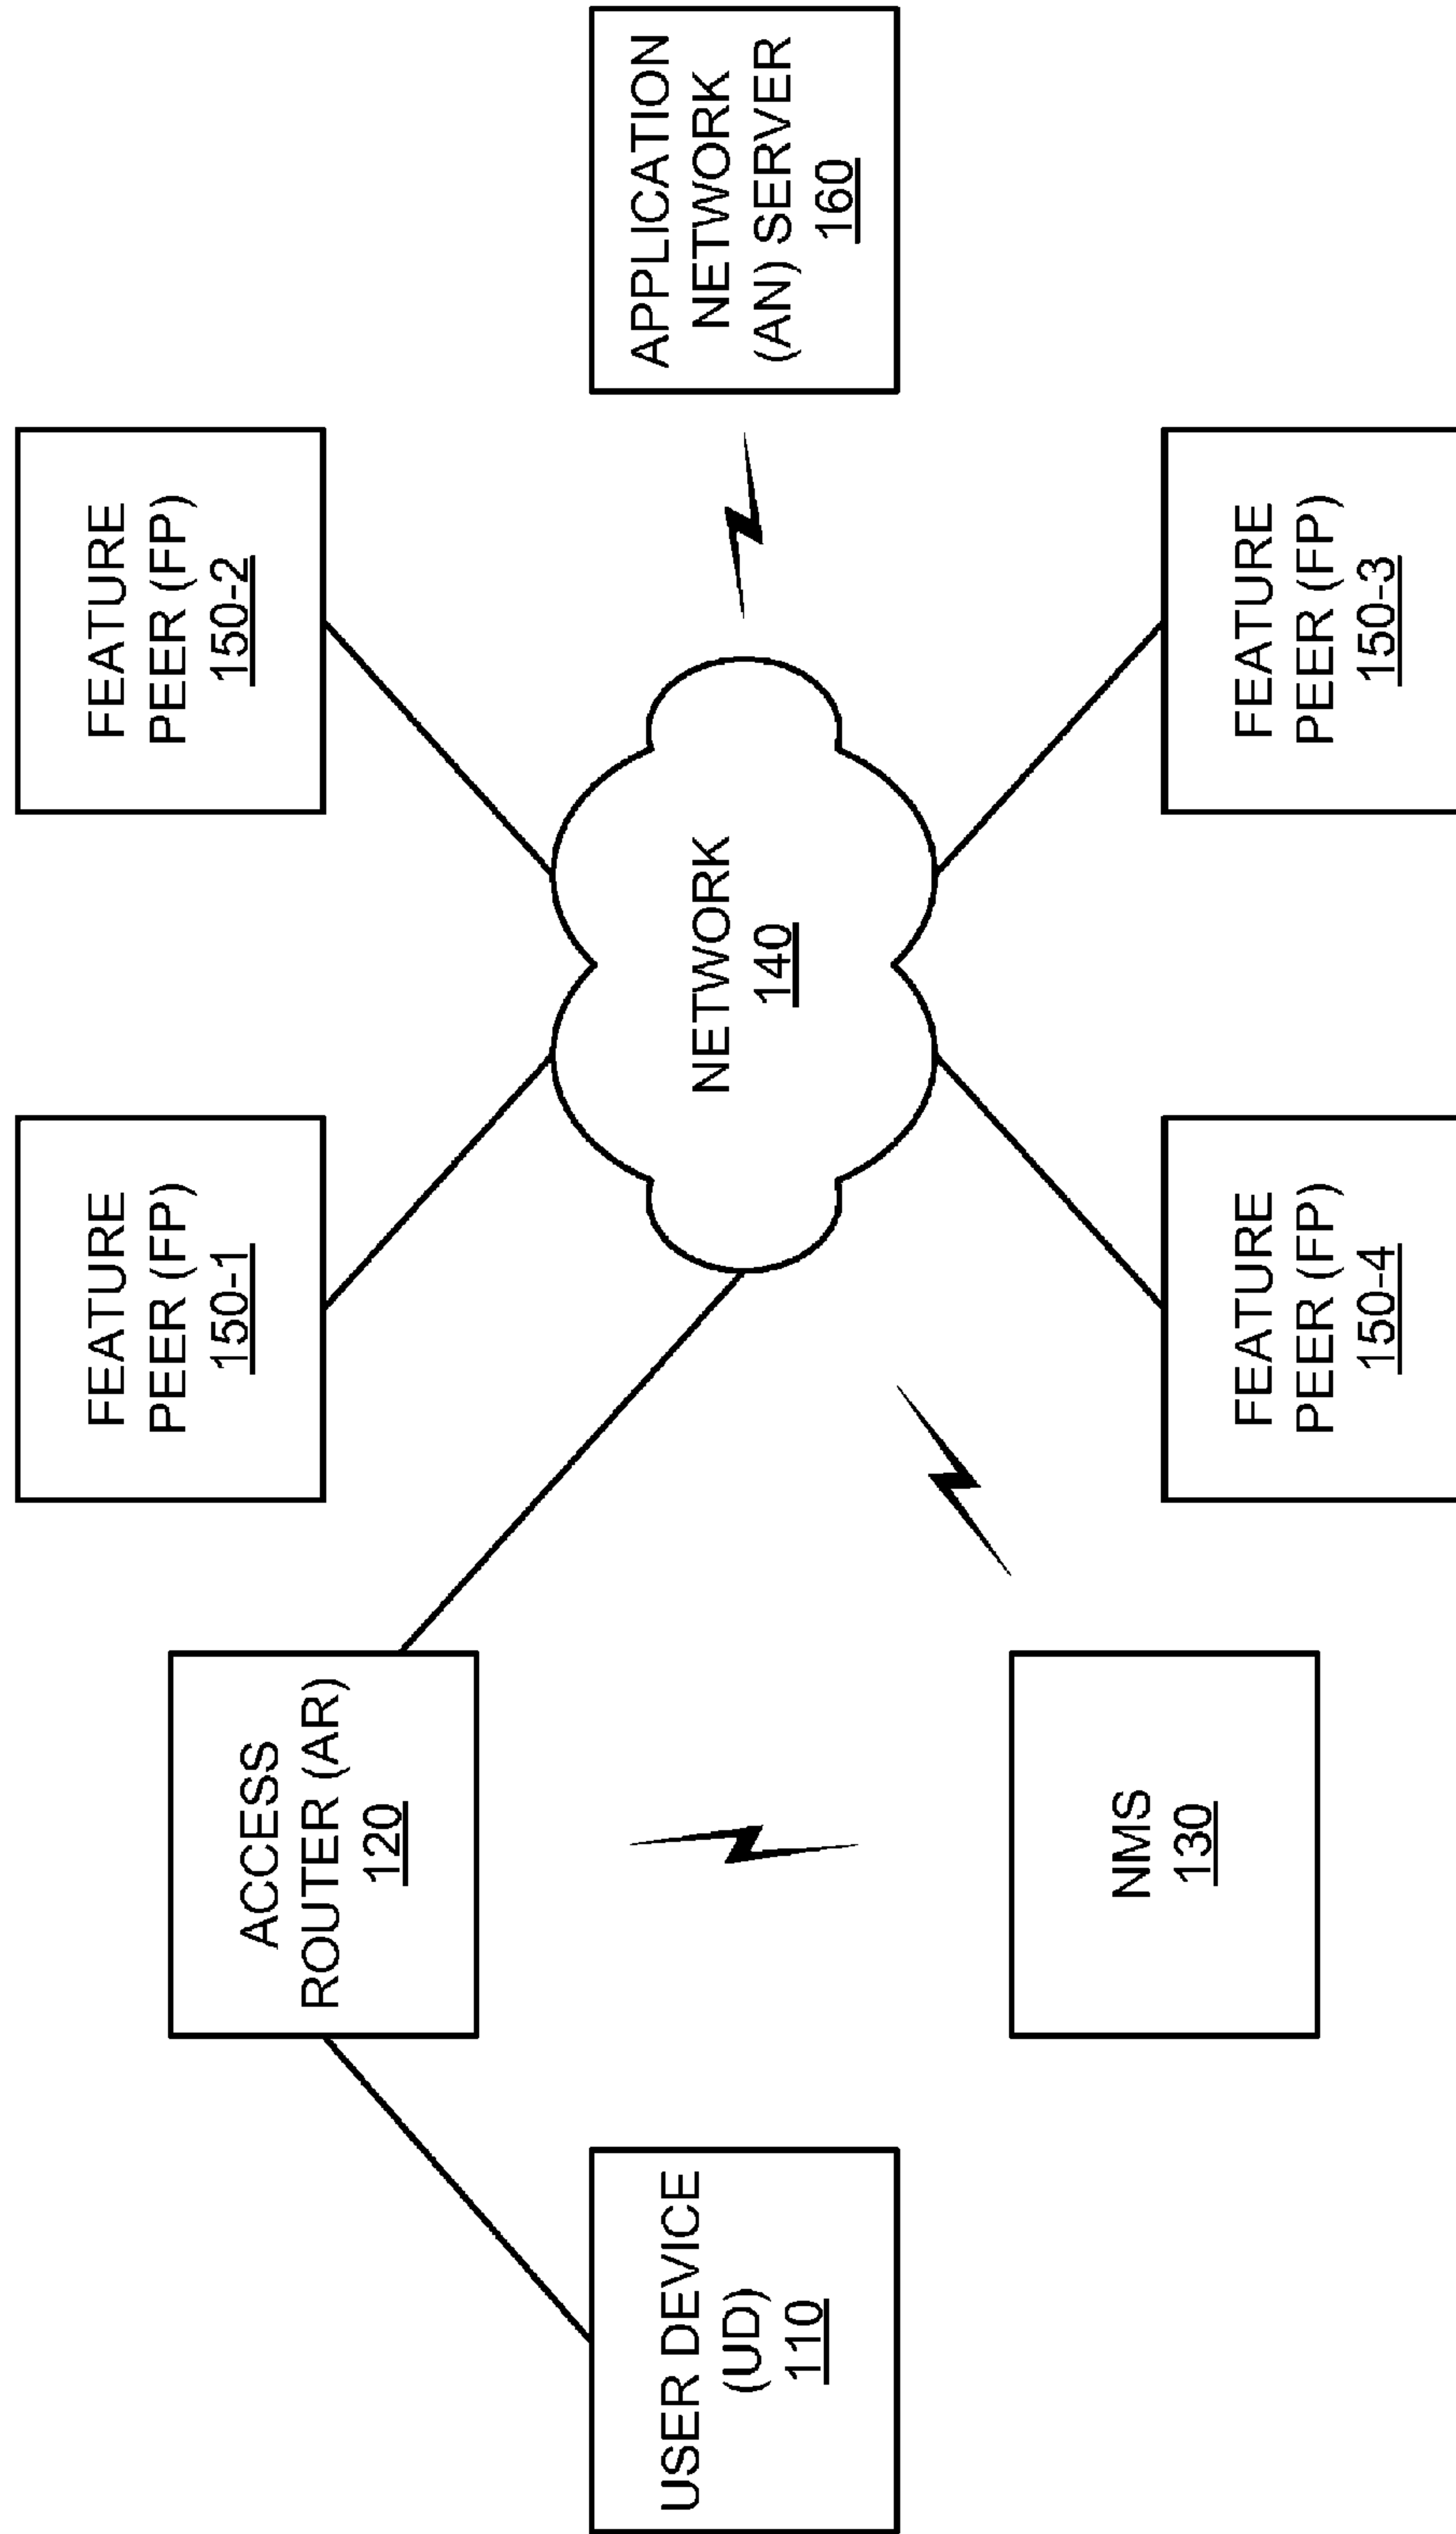 FEATURE
PEER (FP)
150-1
FEATURE
PEER (FP)
150-2
ACCESS
ROUTER (AR)
120
USER DEVICE
(UD)
110
NETWORK
140
APPLICATION
NETWORK
(AN) SERVER
160
NMS
130
FEATURE
PEER (FP)
150-4
FEATURE
PEER (FP)
150-3